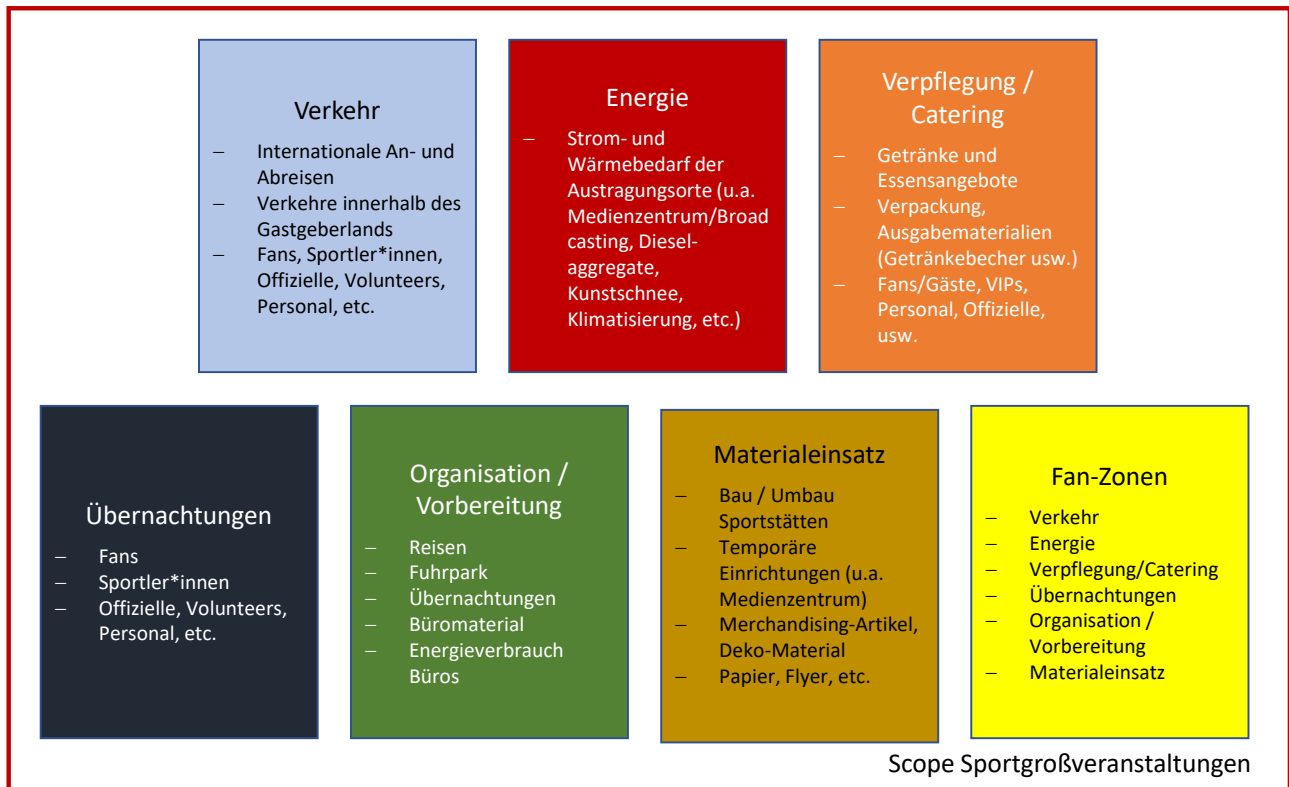 Verkehr
– Internationale An- und
Abreisen
– Verkehre innerhalb des
Gastgeberlands
– Fans, Sportler*innen,
Offizielle, Volunteers,
Personal, etc.
Energie
– Strom- und
Wärmebedarf der
Austragungsorte (u.a.
Medienzentrum/Broad
casting, Diesel-
aggregate,
Kunstschnee,
Klimatisierung, etc.)
Verpflegung /
Catering
– Getränke und
Essensangebote
– Verpackung,
Ausgabematerialien
(Getränkebecher usw.)
– Fans/Gäste, VIPs,
Personal, Offizielle,
usw.
Übernachtungen
– Fans
– Sportler*innen
– Offizielle, Volunteers,
Personal, etc.
Organisation /
Vorbereitung
– Reisen
– Fuhrpark
– Übernachtungen
– Büromaterial
– Energieverbrauch
Büros
Materialeinsatz
– Bau / Umbau
Sportstätten
– Temporäre
Einrichtungen (u.a.
Medienzentrum)
– Merchandising-Artikel,
Deko-Material
– Papier, Flyer, etc.
Fan-Zonen
– Verkehr
– Energie
– Verpflegung/Catering
– Übernachtungen
– Organisation /
Vorbereitung
– Materialeinsatz
Scope Sportgroßveranstaltungen